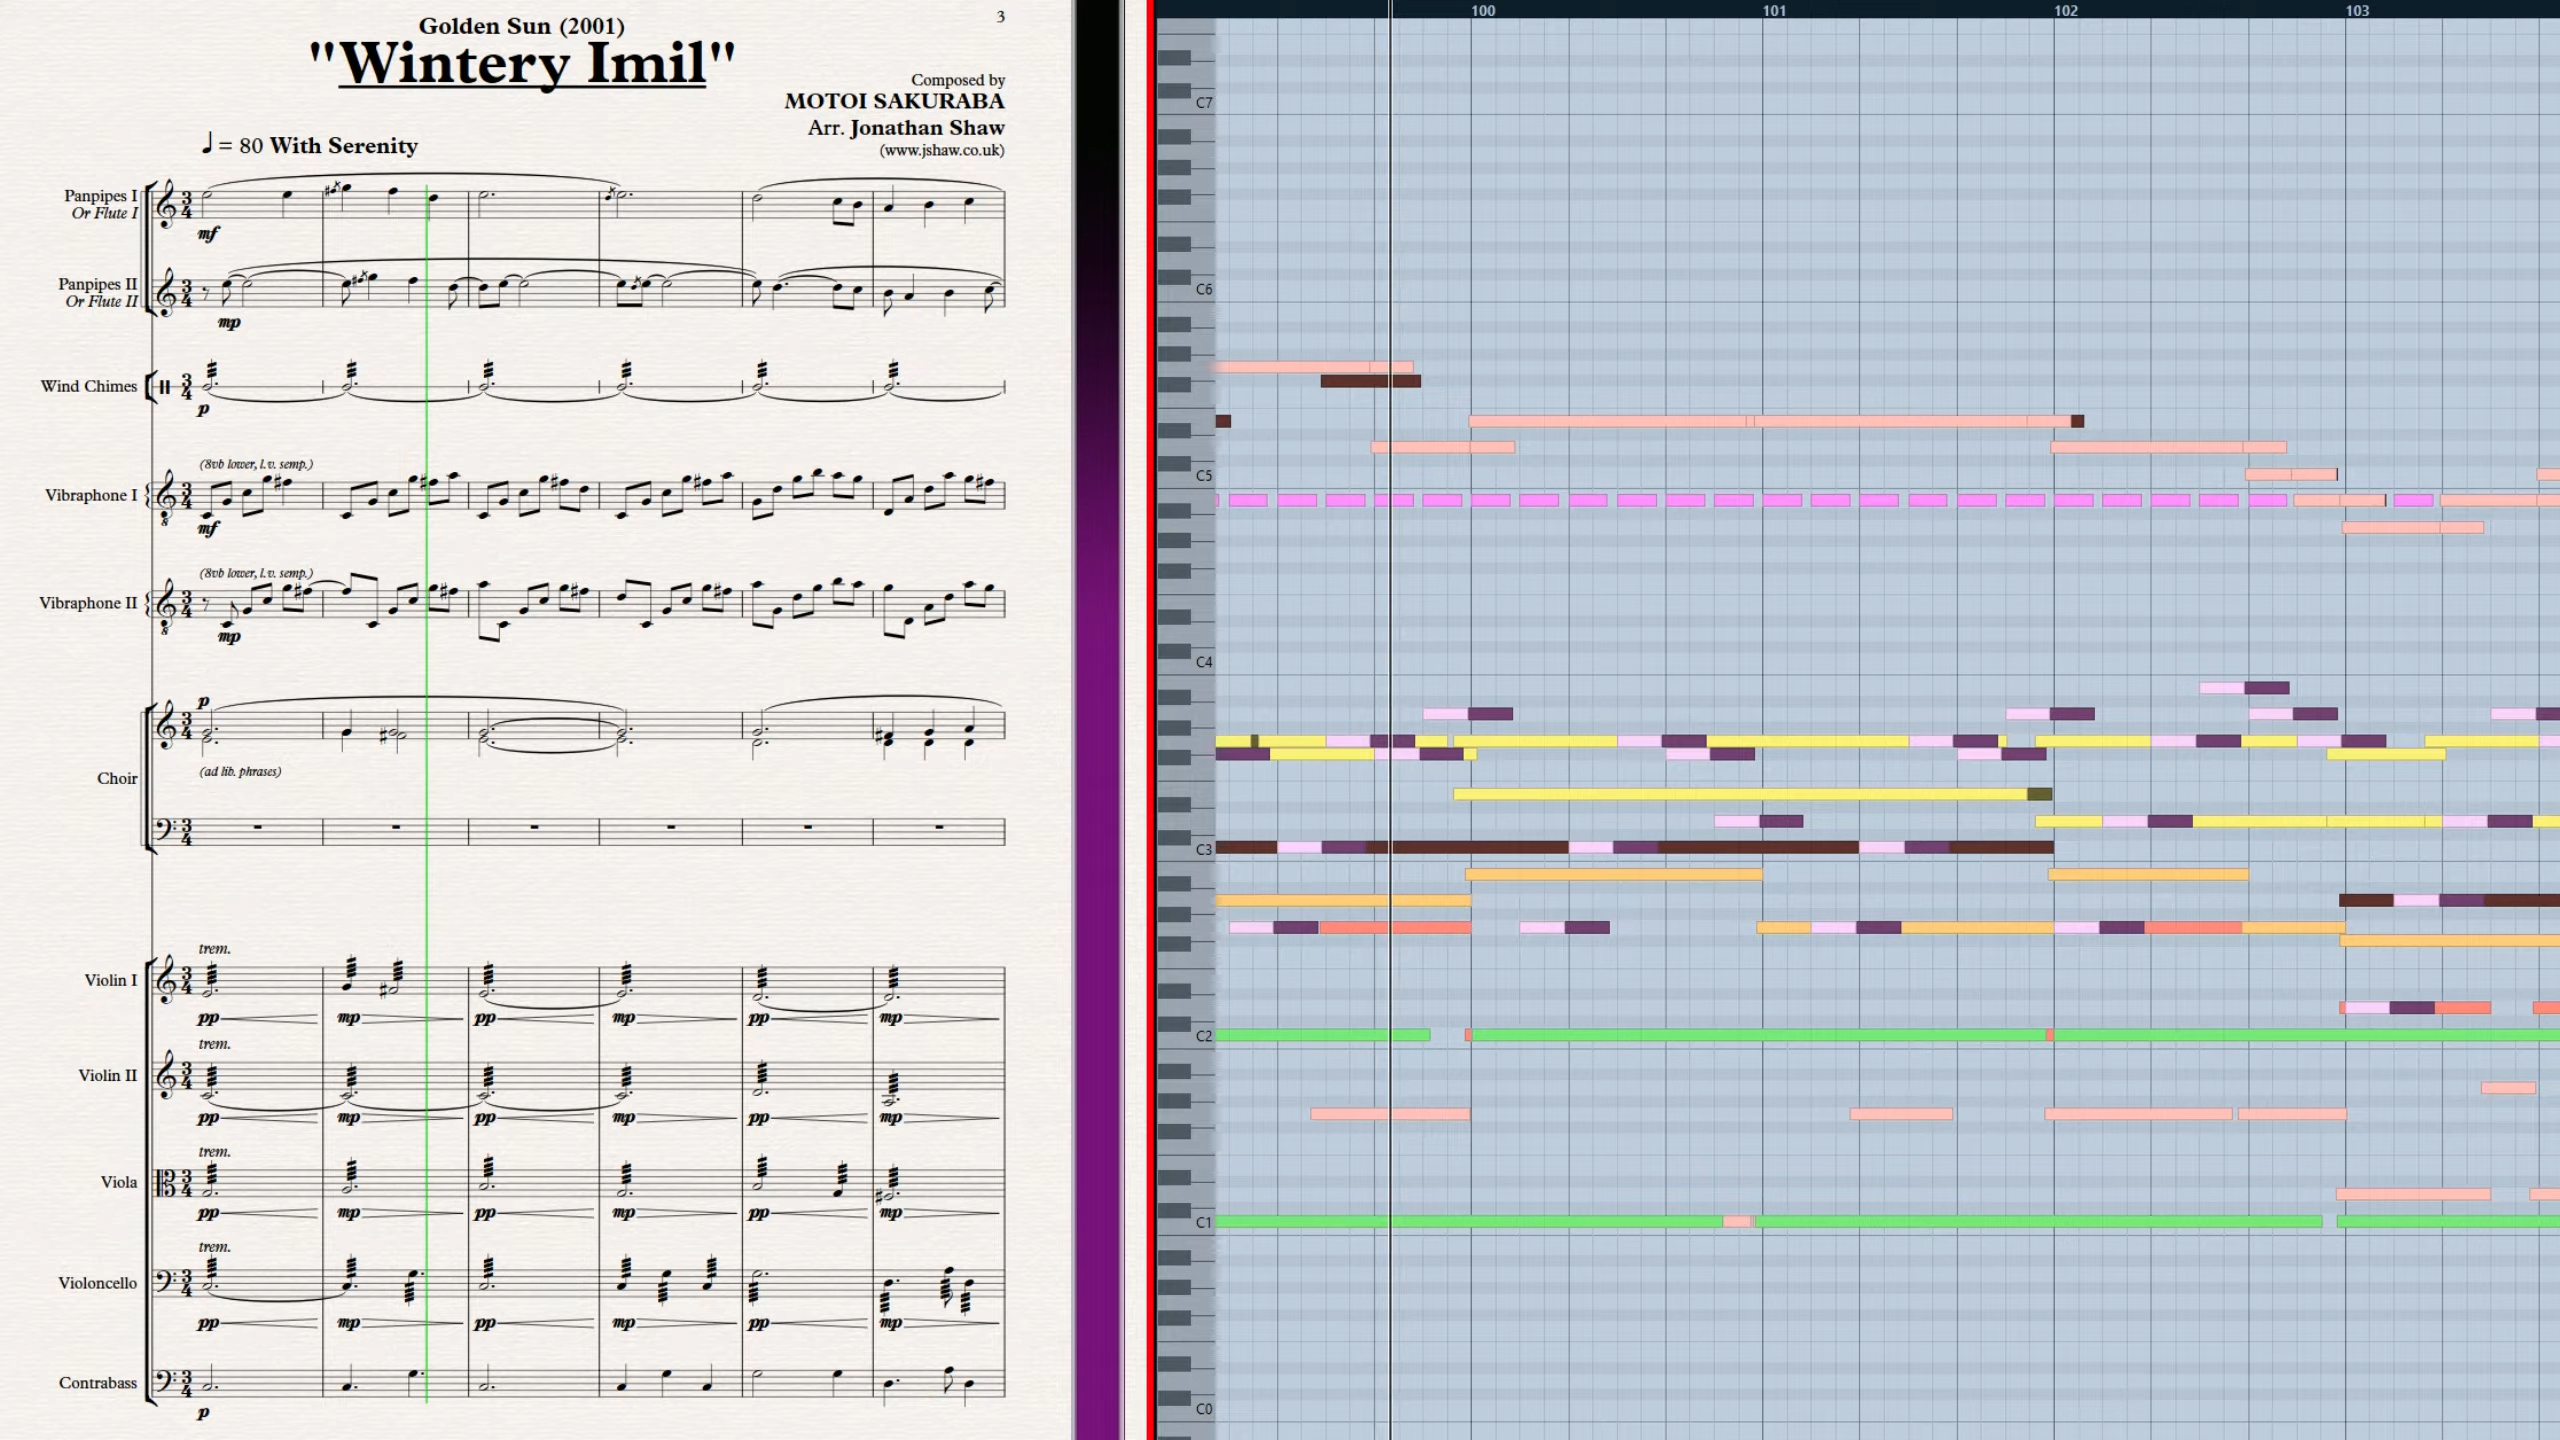 3
Golden Sun (2001)
"Wintery Imil"
Composed by
MOTOI SAKURABA
Arr. Jonathan Shaw
(www.jshaw.co.uk)
♩ = 80 With Serenity
Panpipes I
Or Flute I
mf
Panpipes II
Or Flute II
mp
Wind Chimes
p
(8vb lower, l.v. semp.)
Vibraphone I
mf
(8vb lower, l.v. semp.)
Vibraphone II
mp
p
(ad lib. phrases)
Choir
trem.
Violin I
pp mp pp mp pp mp
trem.
Violin II
pp mp pp mp pp mp
trem.
Viola
pp mp pp mp pp mp
trem.
Violoncello
pp mp pp mp pp mp
Contrabass
p
100 101 102 103
C7
C6
C5
C4
C3
C2
C1
C0